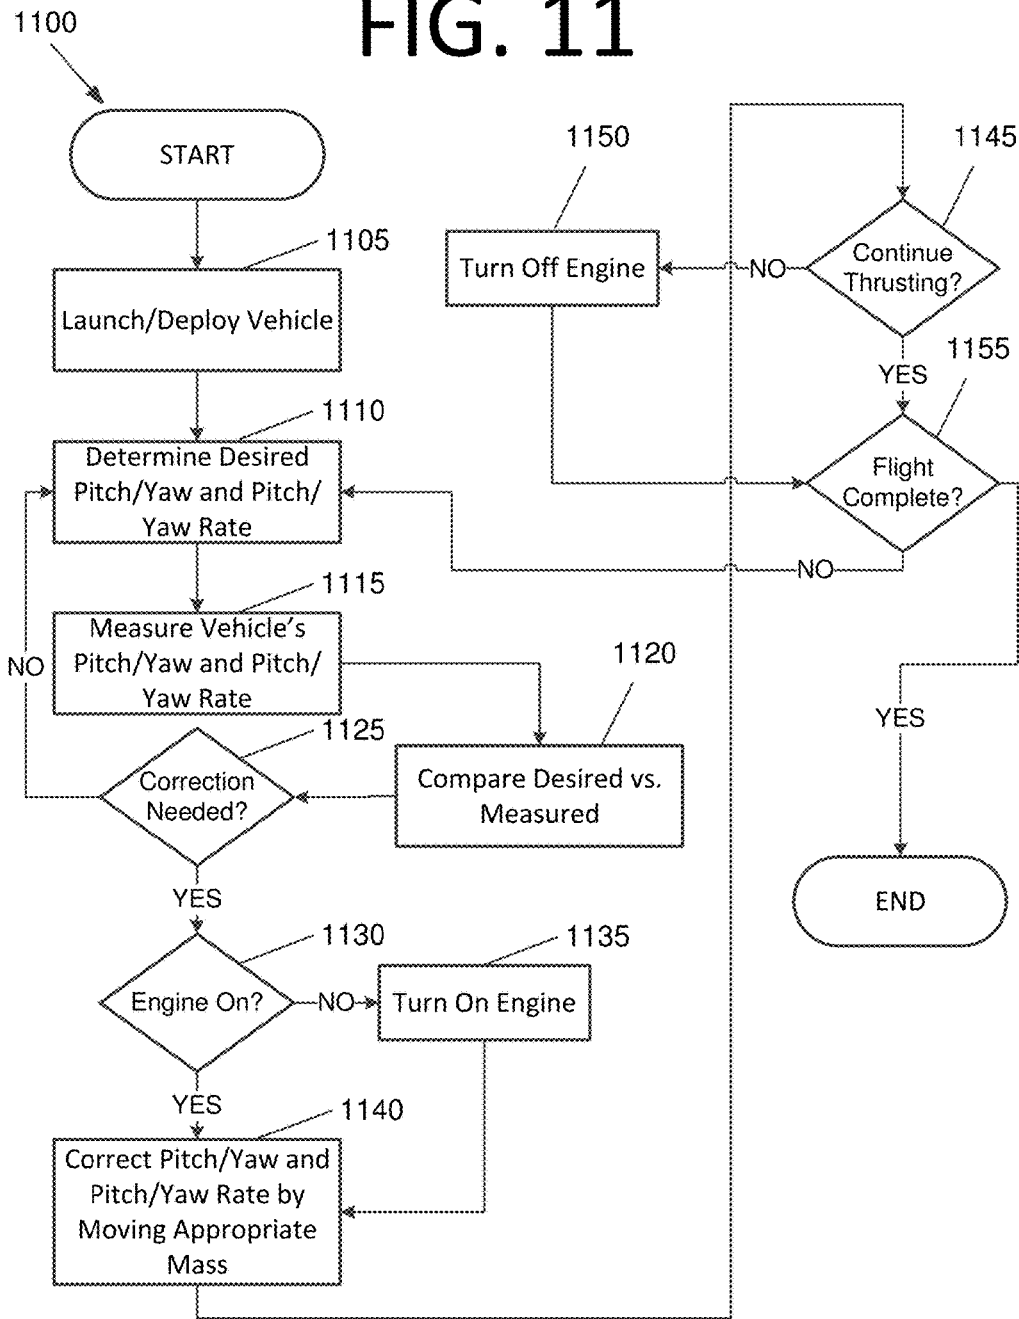 FIG. 11
1100
START
1105
Launch/Deploy Vehicle
1110
Determine Desired
Pitch/Yaw and Pitch/
Yaw Rate
1115
Measure Vehicle's
Pitch/Yaw and Pitch/
Yaw Rate
NO
1120
Compare Desired vs.
Measured
1125
Correction
Needed?
YES
1130
Engine On?
NO
1135
Turn On Engine
YES
1140
Correct Pitch/Yaw and
Pitch/Yaw Rate by
Moving Appropriate
Mass
1145
Continue
Thrusting?
NO
1150
Turn Off Engine
YES
1155
Flight
Complete?
NO
YES
END